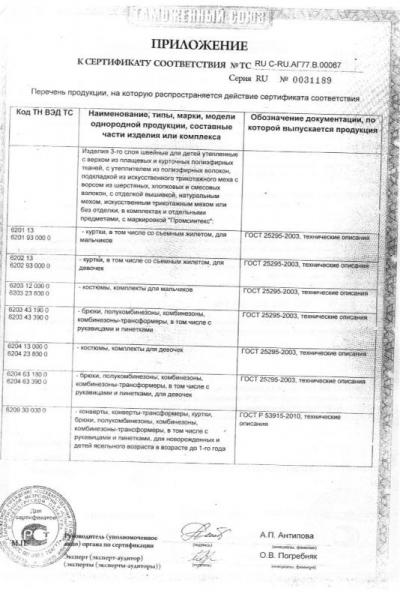 ТАМОЖЕННЫЙ СОЮЗ
ПРИЛОЖЕНИЕ
К СЕРТИФИКАТУ СООТВЕТСТВИЯ № ТС RU C-RU.АГ77.В.00067
Серия RU № 0031189
Перечень продукции, на которую распространяется действие сертификата соответствия
Код ТН ВЭД ТС
Наименование, типы, марки, модели
однородной продукции, составные
части изделия или комплекса
Обозначение документации, по
которой выпускается продукция
Изделия 3-го слоя швейные для детей утепленные
с верхом из плащевых и курточных полиэфирных
тканей, с утеплителем из полиэфирных волокон,
подкладкой из искусственного трикотажного меха с
ворсом из шерстяных, хлопковых и смесовых
волокон, с отделкой вышивкой, натуральным
мехом, искусственным трикотажным мехом или
без отделки, в комплектах и отдельными
предметами, с маркировкой
6201 13
6201 93 000 0
- куртки, в том числе со съемным жилетом, для
мальчиков
ГОСТ 25295-2003, технические описания
6202 13
6202 93 000 0
- куртки, в том числе со съемным жилетом, для
девочек
ГОСТ 25295-2003, технические описания
6203 12 000 0
6203 23 800 0
- костюмы, комплекты для мальчиков
ГОСТ 25295-2003, технические описания
6203 43 190 0
6203 43 390 0
- брюки, полукомбинезоны, комбинезоны,
комбинезоны-трансформеры, в том числе с
рукавицами и пинетками
ГОСТ 25295-2003, технические описания
6204 13 000 0
6204 23 800 0
- костюмы, комплекты для девочек
ГОСТ 25295-2003, технические описания
6204 63 180 0
6204 63 390 0
- брюки, полукомбинезоны, комбинезоны,
комбинезоны-трансформеры, в том числе с
рукавицами и пинетками, для девочек
ГОСТ 25295-2003, технические описания
6209 30 000 0
- конверты, конверты-трансформеры, куртки,
брюки, полукомбинезоны, комбинезоны,
комбинезоны-трансформеры, в том числе с
рукавицами и пинетками, для новорожденных и
детей ясельного возраста в возрасте до 1-го года
ГОСТ Р 53915-2010, технические
описания
Для
сертификатов
М.П.
Руководитель (уполномоченное
лицо) органа по сертификации
А.П. Антипова
(инициалы, фамилия)
Эксперт (эксперт-аудитор)
(эксперты (эксперты-аудиторы))
О.В. Погребняк
(инициалы, фамилия)